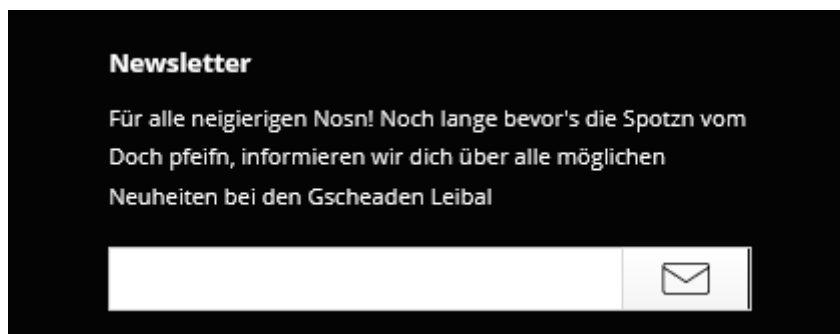 Newsletter
Für alle neigierigen Nosn! Noch lange bevor's die Spotzn vom
Doch pfeifn, informieren wir dich über alle möglichen
Neuheiten bei den Gscheaden Leibal